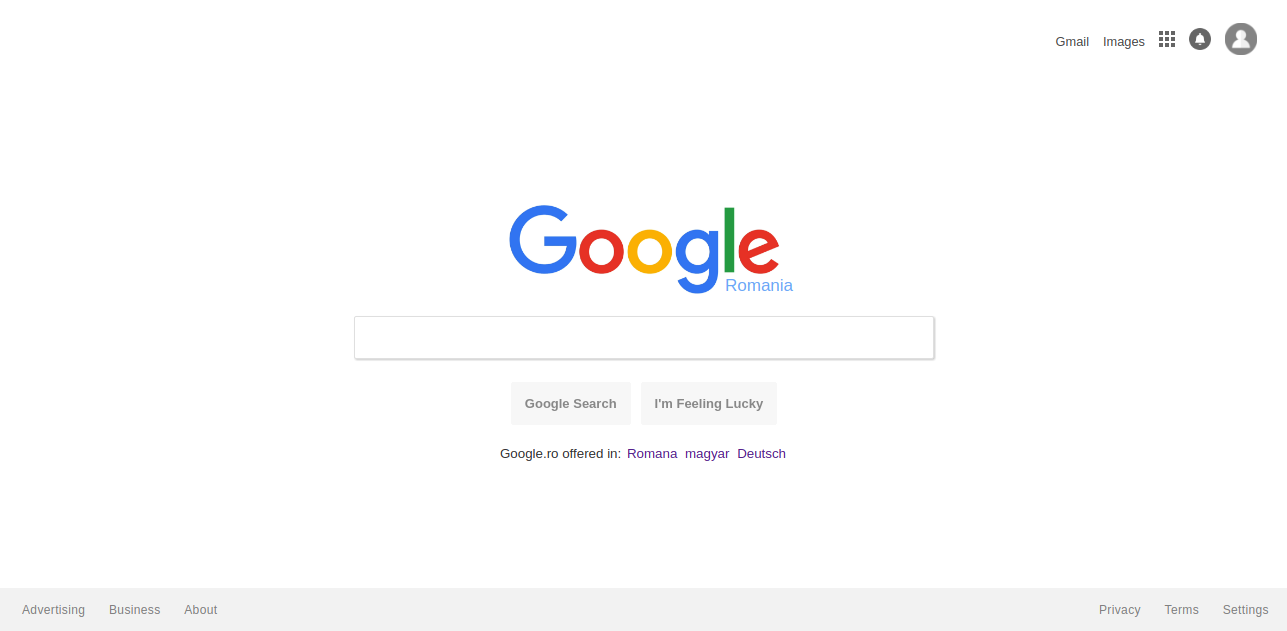 Gmail Images
Google
Romania
Google Search I'm Feeling Lucky
Google.ro offered in: Romana magyar Deutsch
Advertising Business About Privacy Terms Settings